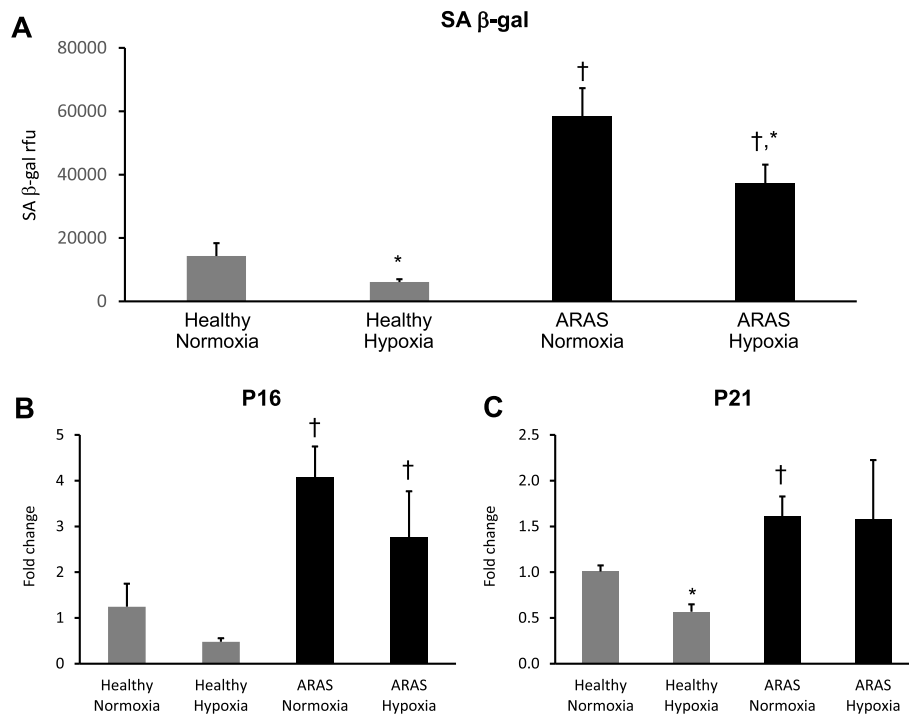 A
SA β-gal
SA β-gal rfu
80000
60000
40000
20000
0
†
†,*
*
Healthy Normoxia
Healthy Hypoxia
ARAS Normoxia
ARAS Hypoxia
B
P16
Fold change
5
4
3
2
1
0
†
†
Healthy Normoxia
Healthy Hypoxia
ARAS Normoxia
ARAS Hypoxia
C
P21
Fold change
2.5
2.0
1.5
1.0
0.5
0.0
†
*
Healthy Normoxia
Healthy Hypoxia
ARAS Normoxia
ARAS Hypoxia